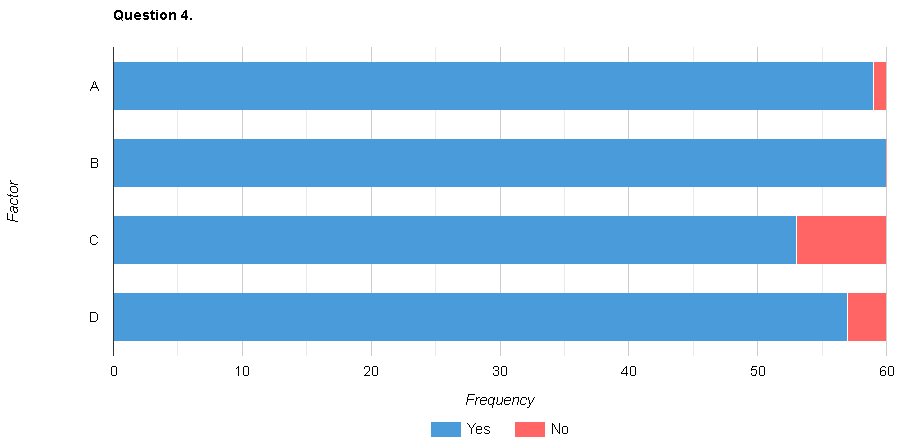 Question 4.
Factor
A
B
C
D
0 10 20 30 40 50 60
Frequency
Yes No